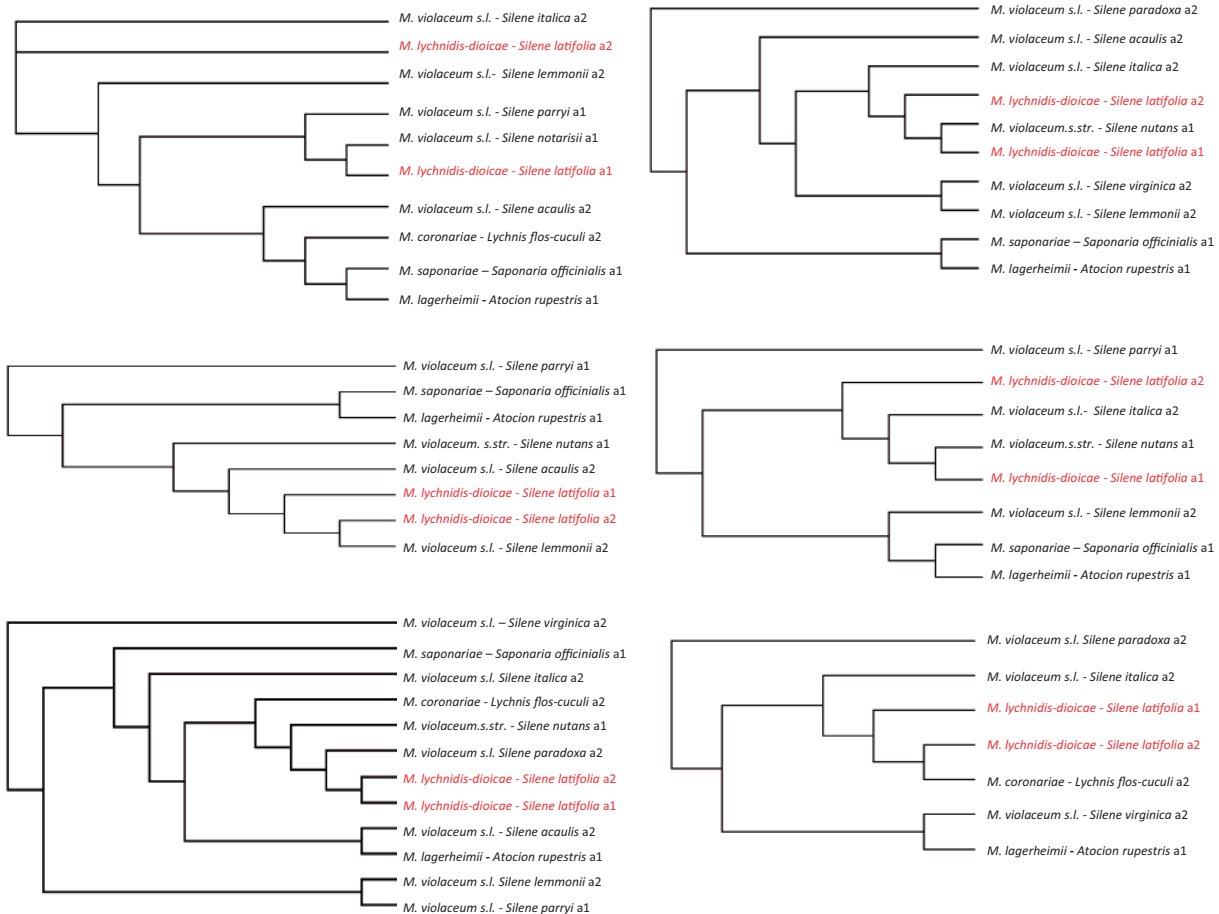 M. violaceum s.l. - Silene italica a2
M. lychnidis-dioicae - Silene latifolia a2
M. violaceum s.l.- Silene lemmonii a2
M. violaceum s.l. - Silene parryi a1
M. violaceum s.l. - Silene notarisii a1
M. lychnidis-dioicae - Silene latifolia a1
M. violaceum s.l. - Silene acaulis a2
M. coronariae - Lychnis flos-cuculi a2
M. saponariae – Saponaria officinialis a1
M. lagerheimii - Atocion rupestris a1
M. violaceum s.l. - Silene paradoxa a2
M. violaceum s.l. - Silene acaulis a2
M. violaceum s.l. - Silene italica a2
M. lychnidis-dioicae - Silene latifolia a2
M. violaceum.s.str. - Silene nutans a1
M. lychnidis-dioicae - Silene latifolia a1
M. violaceum s.l. - Silene virginica a2
M. violaceum s.l. - Silene lemmonii a2
M. saponariae – Saponaria officinialis a1
M. lagerheimii - Atocion rupestris a1
M. violaceum s.l. - Silene parryi a1
M. saponariae – Saponaria officinialis a1
M. lagerheimii - Atocion rupestris a1
M. violaceum. s.str. - Silene nutans a1
M. violaceum s.l. - Silene acaulis a2
M. lychnidis-dioicae - Silene latifolia a1
M. lychnidis-dioicae - Silene latifolia a2
M. violaceum s.l. - Silene lemmonii a2
M. violaceum s.l. - Silene parryi a1
M. lychnidis-dioicae - Silene latifolia a2
M. violaceum s.l.- Silene italica a2
M. violaceum.s.str. - Silene nutans a1
M. lychnidis-dioicae - Silene latifolia a1
M. violaceum s.l. - Silene lemmonii a2
M. saponariae – Saponaria officinialis a1
M. lagerheimii - Atocion rupestris a1
M. violaceum s.l. – Silene virginica a2
M. saponariae – Saponaria officinialis a1
M. violaceum s.l. Silene italica a2
M. coronariae - Lychnis flos-cuculi a2
M. violaceum.s.str. - Silene nutans a1
M. violaceum s.l. Silene paradoxa a2
M. lychnidis-dioicae - Silene latifolia a2
M. lychnidis-dioicae - Silene latifolia a1
M. violaceum s.l. - Silene acaulis a2
M. lagerheimii - Atocion rupestris a1
M. violaceum s.l. Silene lemmonii a2
M. violaceum s.l. - Silene parryi a1
M. violaceum s.l. Silene paradoxa a2
M. violaceum s.l. - Silene italica a2
M. lychnidis-dioicae - Silene latifolia a1
M. lychnidis-dioicae - Silene latifolia a2
M. coronariae - Lychnis flos-cuculi a2
M. violaceum s.l. - Silene virginica a2
M. lagerheimii - Atocion rupestris a1